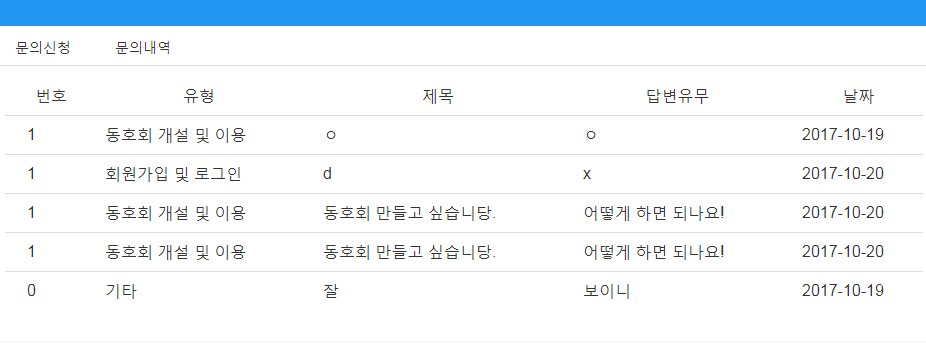 문의신청 문의내역
번호 유형 제목 답변유무 날짜
1 동호회 개설 및 이용 ㅇ ㅇ 2017-10-19
1 회원가입 및 로그인 d x 2017-10-20
1 동호회 개설 및 이용 동호회 만들고 싶습니당. 어떻게 하면 되나요! 2017-10-20
1 동호회 개설 및 이용 동호회 만들고 싶습니당. 어떻게 하면 되나요! 2017-10-20
0 기타 잘 보이니 2017-10-19